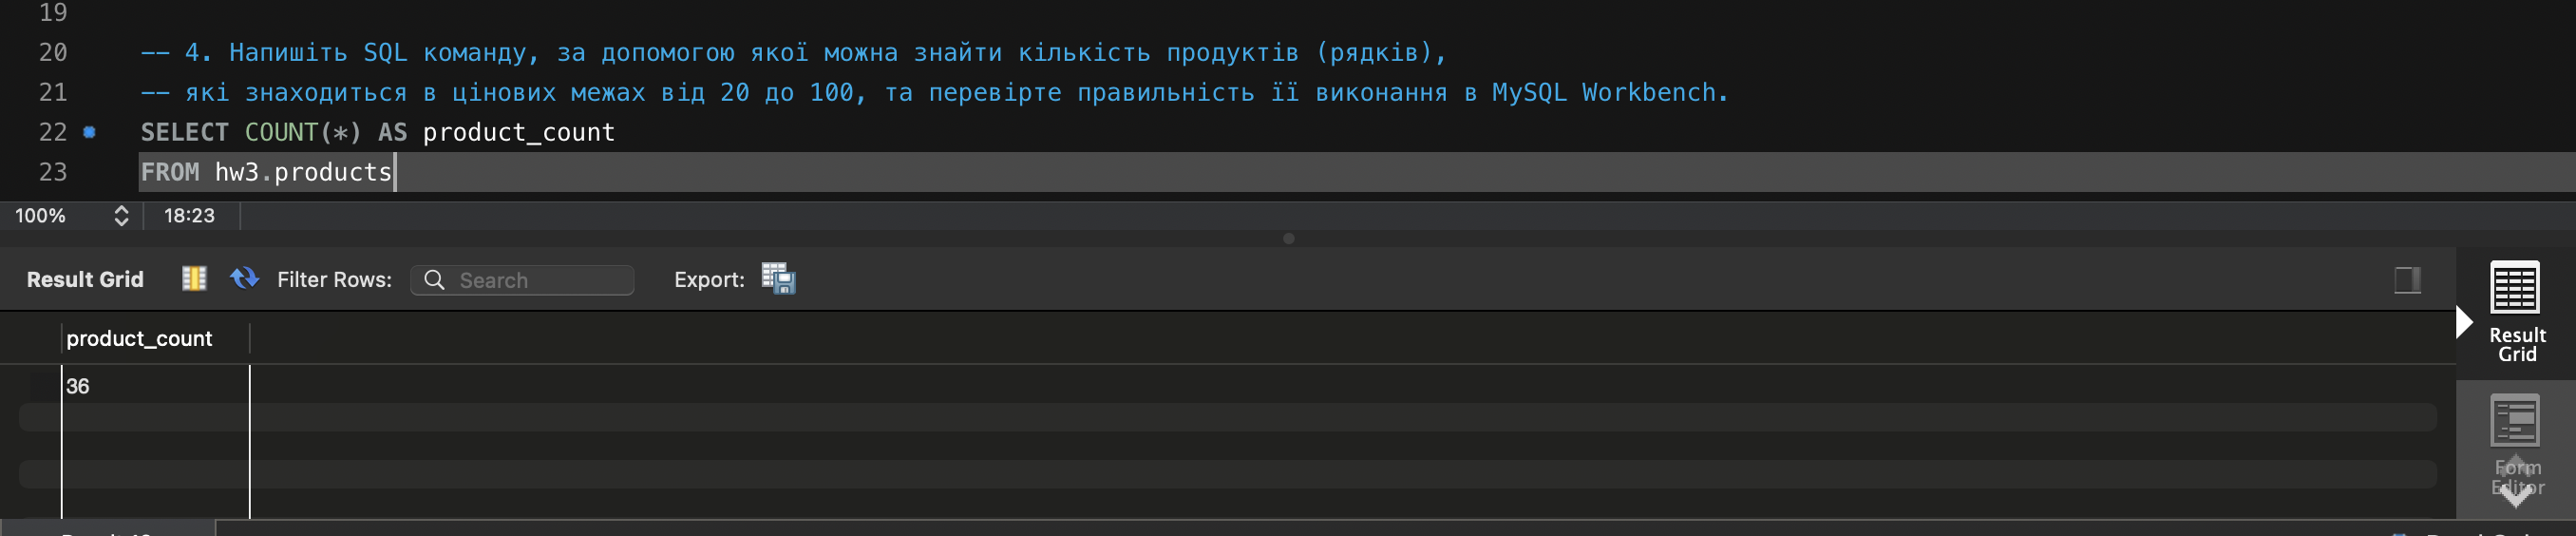 19
20 -- 4. Напишіть SQL команду, за допомогою якої можна знайти кількість продуктів (рядків),
21 -- які знаходиться в цінових межах від 20 до 100, та перевірте правильність її виконання в MySQL Workbench.
22 SELECT COUNT(*) AS product_count
23 FROM hw3.products
100% 18:23
Result Grid Filter Rows: Search Export:
product_count
36
Result
Grid
Form
Editor